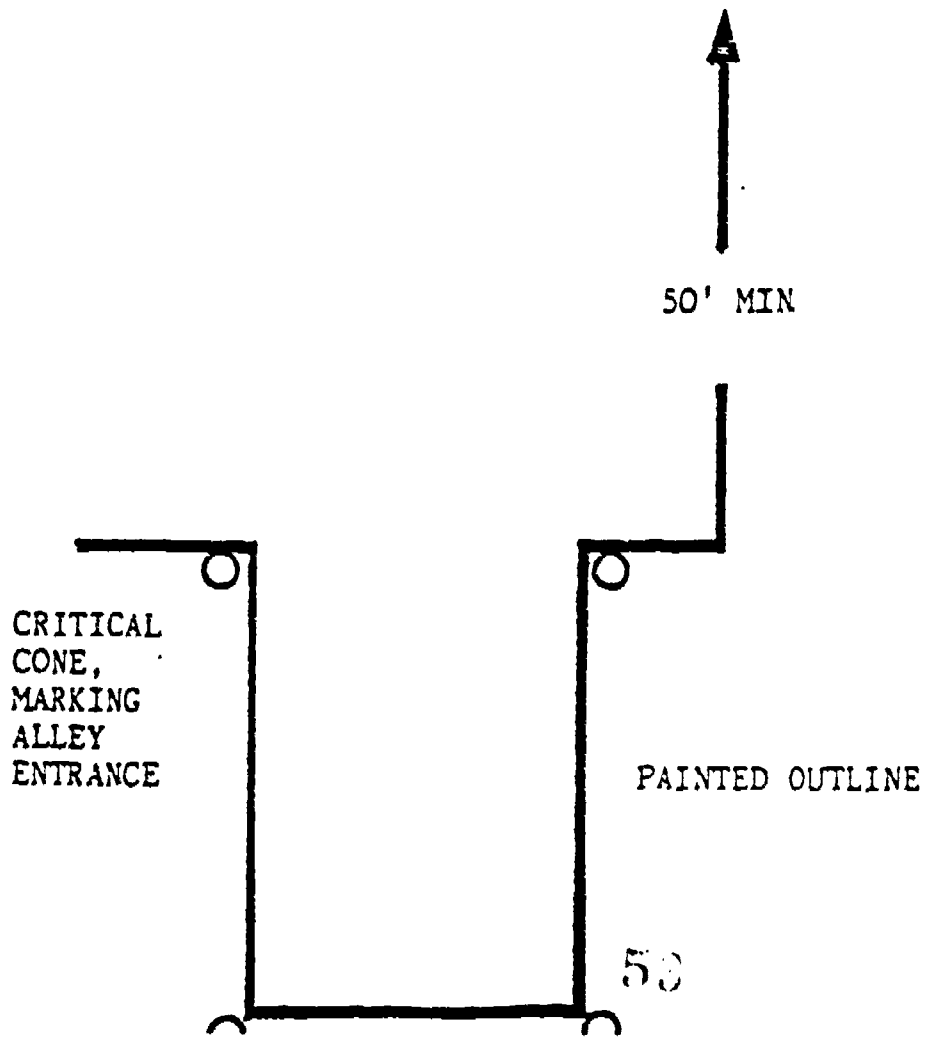 50' MIN
CRITICAL
CONE,
MARKING
ALLEY
ENTRANCE
PAINTED OUTLINE